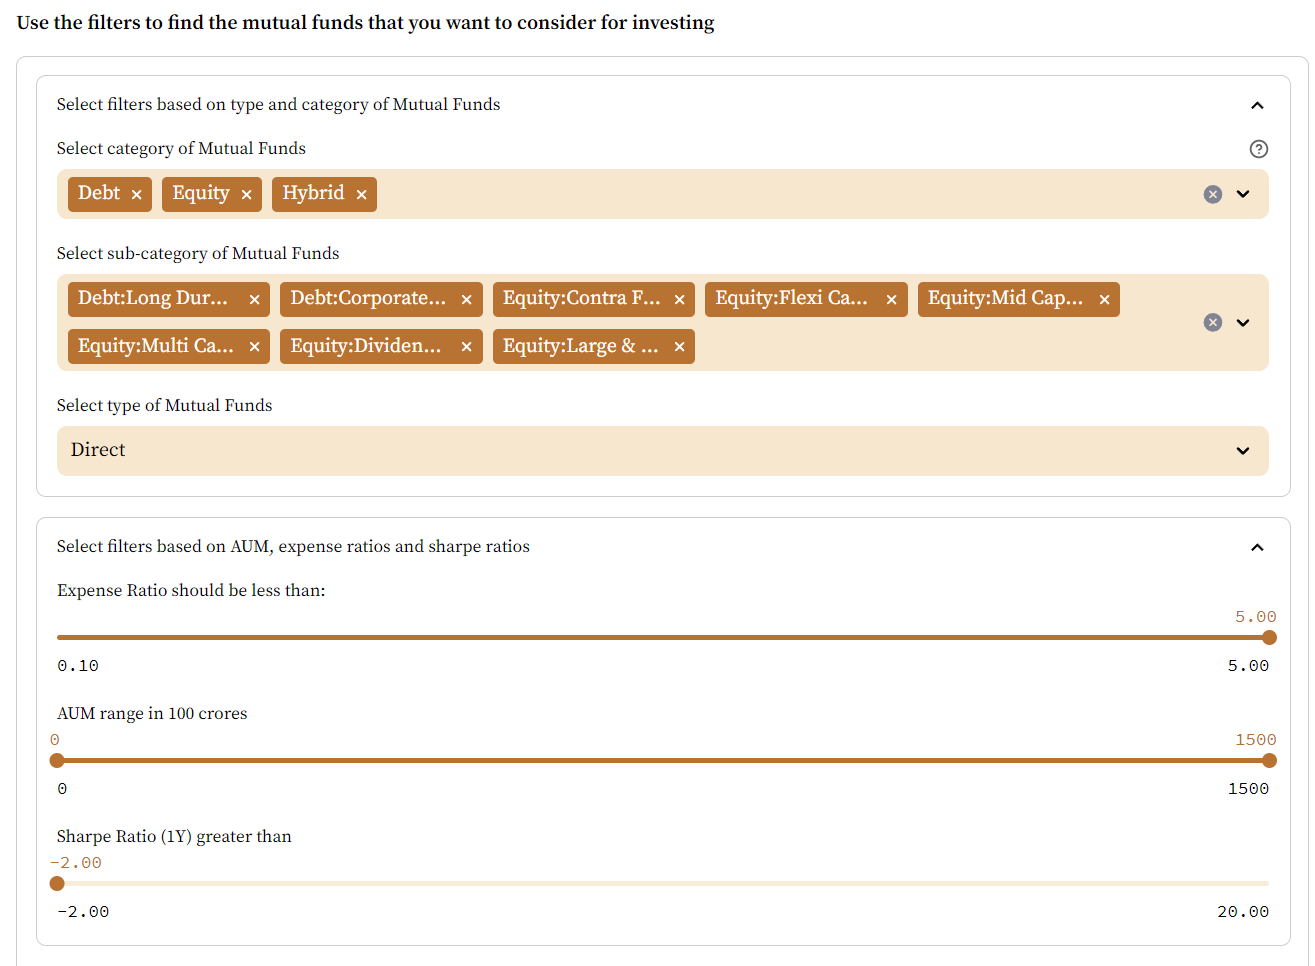 Use the filters to find the mutual funds that you want to consider for investing
Select filters based on type and category of Mutual Funds
Select category of Mutual Funds
Debt × Equity × Hybrid ×
Select sub-category of Mutual Funds
Debt:Long Dur... × Debt:Corporate... × Equity:Contra F... × Equity:Flexi Ca... × Equity:Mid Cap... ×
Equity:Multi Ca... × Equity:Dividen... × Equity:Large & ... ×
Select type of Mutual Funds
Direct
Select filters based on AUM, expense ratios and sharpe ratios
Expense Ratio should be less than:
5.00
0.10 5.00
AUM range in 100 crores
0 1500
0 1500
Sharpe Ratio (1Y) greater than
-2.00
-2.00 20.00